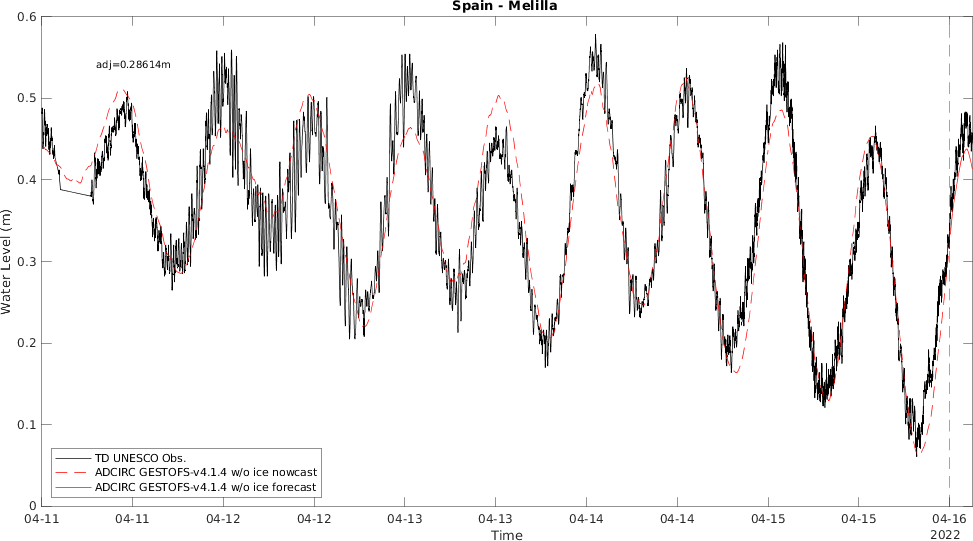 Spain - Melilla
0.6
0.5
0.4
0.3
0.2
0.1
0
Water Level (m)
adj=0.28614m
TD UNESCO Obs.
ADCIRC GESTOFS-v4.1.4 w/o ice nowcast
ADCIRC GESTOFS-v4.1.4 w/o ice forecast
04-11 04-11 04-12 04-12 04-13 04-13 04-14 04-14 04-15 04-15 04-16
2022
Time